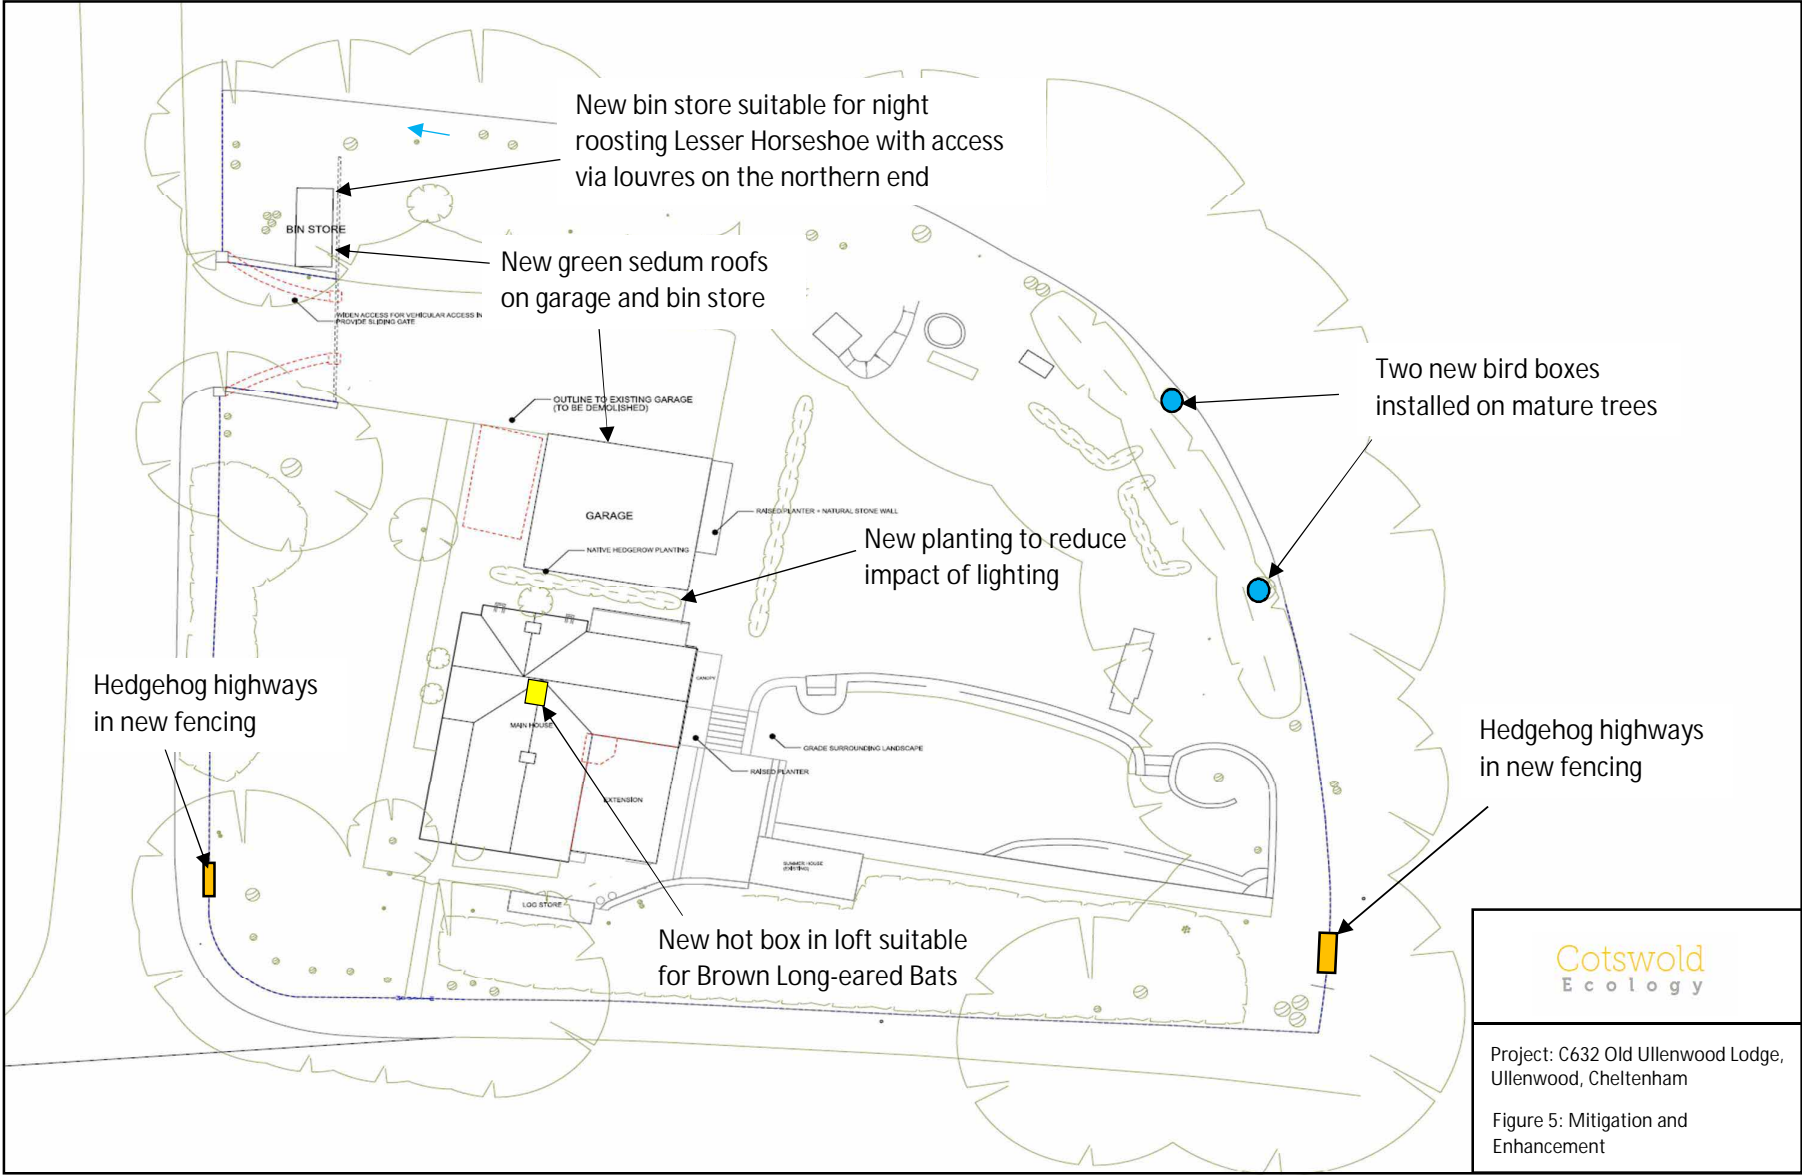 New bin store suitable for night
roosting Lesser Horseshoe with access
via louvres on the northern end
BIN STORE
New green sedum roofs
on garage and bin store
WIDEN ACCESS FOR VEHICULAR ACCESS IN
PROVIDE SLIDING GATE
Two new bird boxes
installed on mature trees
OUTLINE TO EXISTING GARAGE
(TO BE DEMOLISHED)
GARAGE
RAISED PLANTER + NATURAL STONE WALL
NATIVE HEDGEROW PLANTING
New planting to reduce
impact of lighting
Hedgehog highways
in new fencing
CANOPY
MAIN HOUSE
GRADE SURROUNDING LANDSCAPE
RAISED PLANTER
EXTENSION
Hedgehog highways
in new fencing
SUMMER HOUSE
(EXISTING)
LOG STORE
New hot box in loft suitable
for Brown Long-eared Bats
Cotswold
Ecology
Project: C632 Old Ullenwood Lodge,
Ullenwood, Cheltenham
Figure 5: Mitigation and
Enhancement